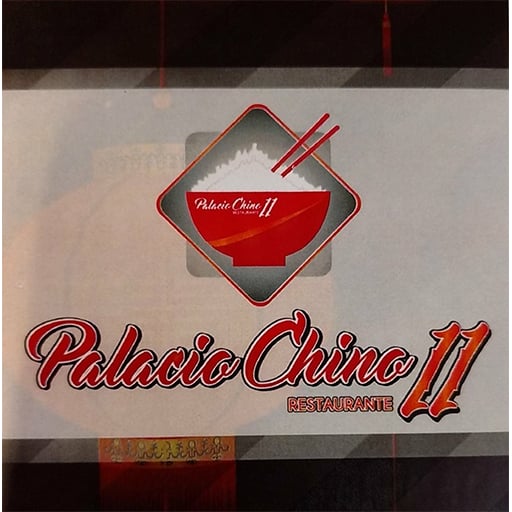 Palacio Chino 11
RESTAURANTE
Palacio Chino 11
RESTAURANTE